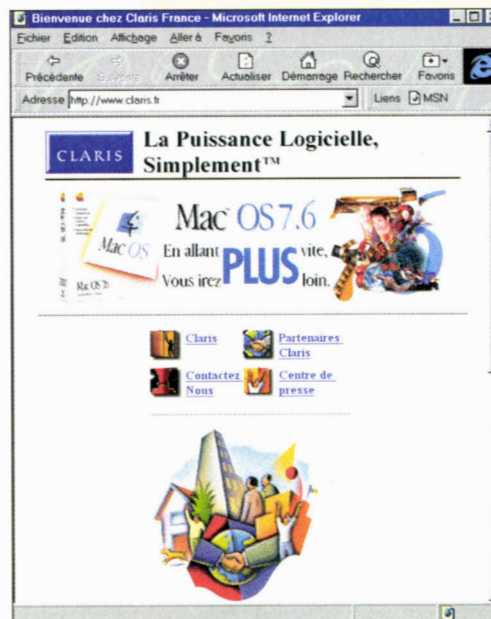 Bienvenue chez Claris France - Microsoft Internet Explorer
Fichier Edition Affichage Aller à Favoris ?
Précédente Suivante Arrêter Actualiser Démarrage Rechercher Favoris
Adresse http://www.claris.fr Liens MSN
CLARIS
La Puissance Logicielle,
Simplement™
Mac OS 7.6
Mac OS
En allant PLUS vite,
Vous irez loin.
Claris
Partenaires
Claris
Contactez
Nous
Centre de
presse